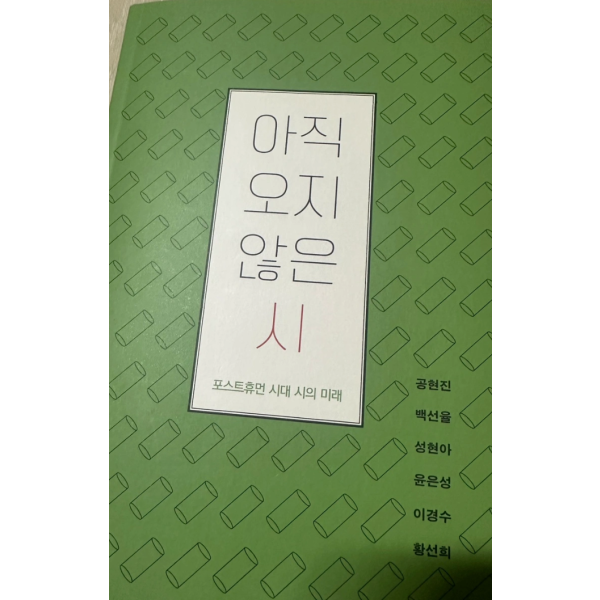 아직
오지
않은
시
포스트휴먼 시대 시의 미래
공현진
백선율
성현아
윤은성
이경수
황선희